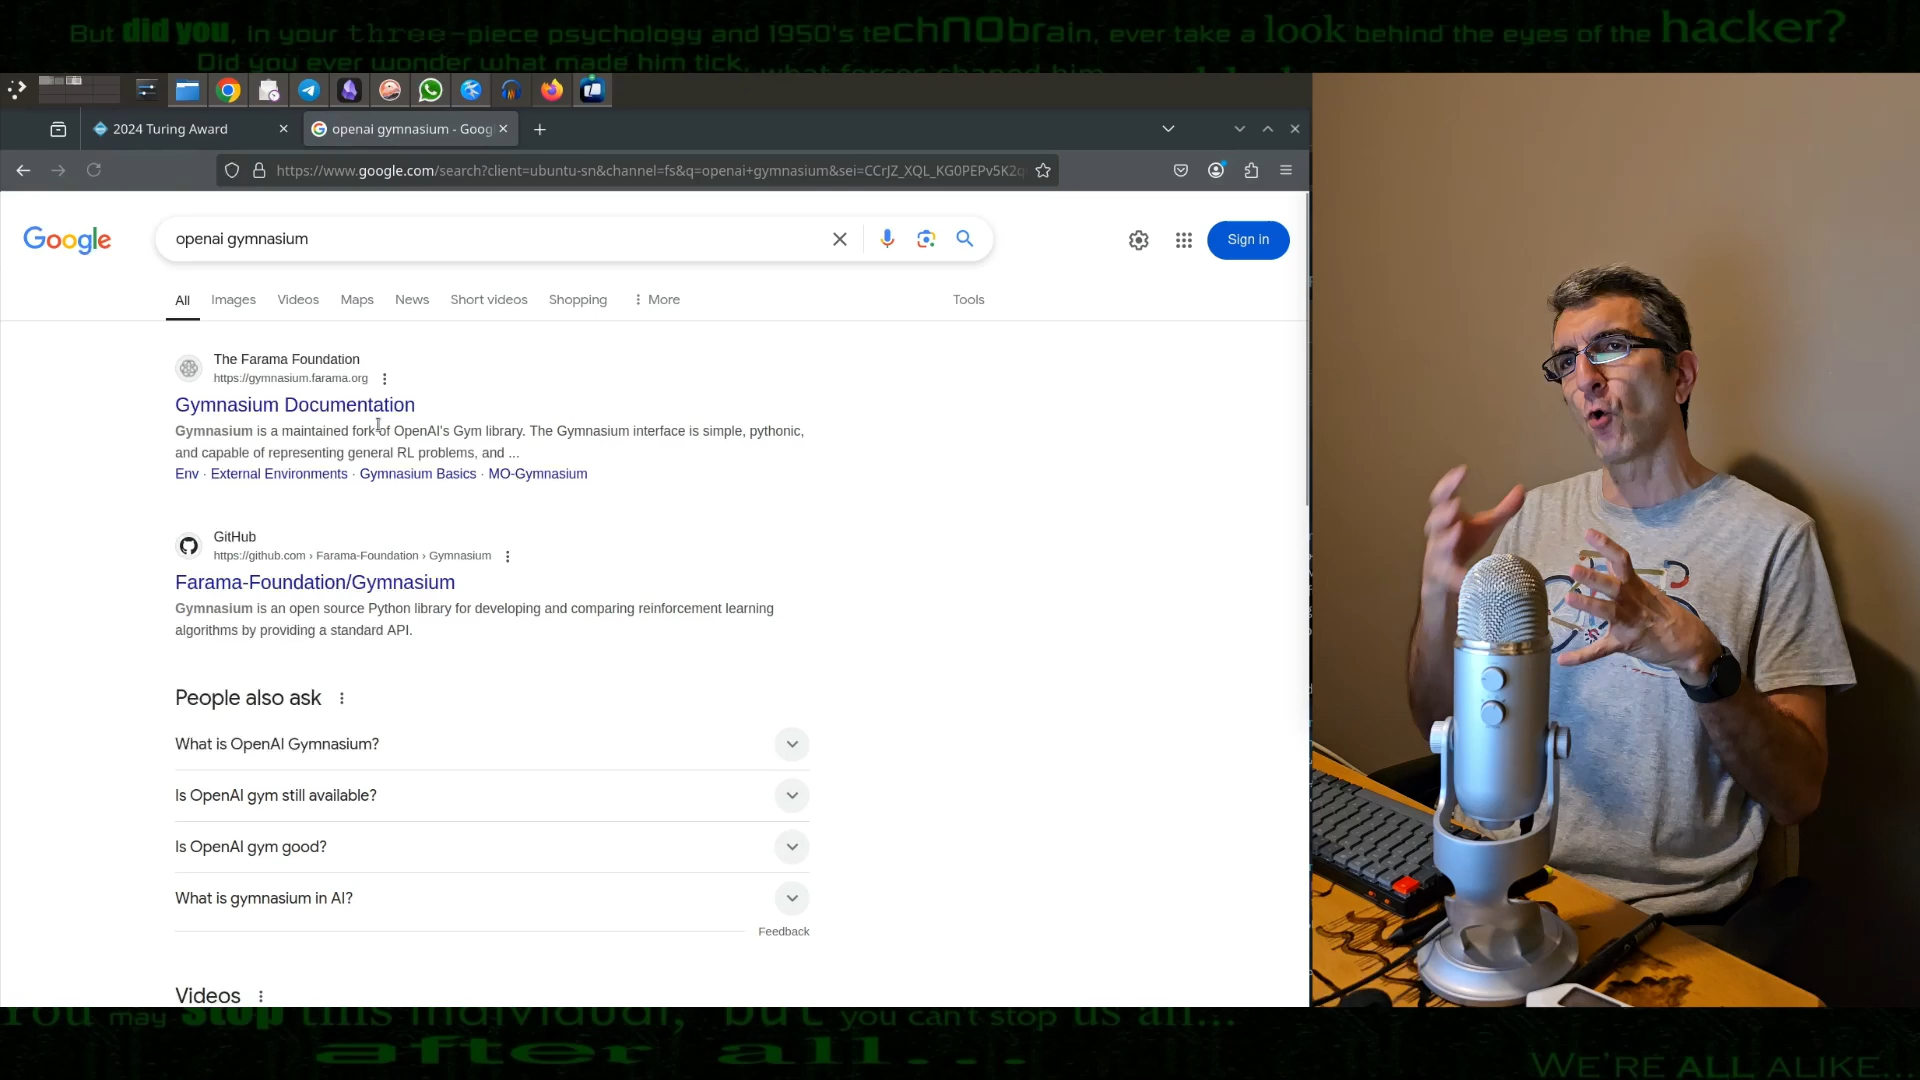 But did you, in your three-piece psychology and 1950's techNObrain, ever take a look behind the eyes of the hacker?
Did you ever wonder what made him tick, what forces shaped him
2024 Turing Award
openai gymnasium - Goog
https://www.google.com/search?client=ubuntu-sn&channel=fs&q=openai+gymnasium&sei=CCrJZ_XQL_KG0PEPv5K2q
Google
openai gymnasium
Sign in
All Images Videos Maps News Short videos Shopping More Tools
The Farama Foundation
https://gymnasium.farama.org
Gymnasium Documentation
Gymnasium is a maintained fork of OpenAI's Gym library. The Gymnasium interface is simple, pythonic,
and capable of representing general RL problems, and ...
Env · External Environments · Gymnasium Basics · MO-Gymnasium
GitHub
https://github.com › Farama-Foundation › Gymnasium
Farama-Foundation/Gymnasium
Gymnasium is an open source Python library for developing and comparing reinforcement learning
algorithms by providing a standard API.
People also ask
What is OpenAI Gymnasium?
Is OpenAI gym still available?
Is OpenAI gym good?
What is gymnasium in AI?
Feedback
Videos
You may stop this individual, but you can't stop us all...
after all...
WE'RE ALL ALIKE...